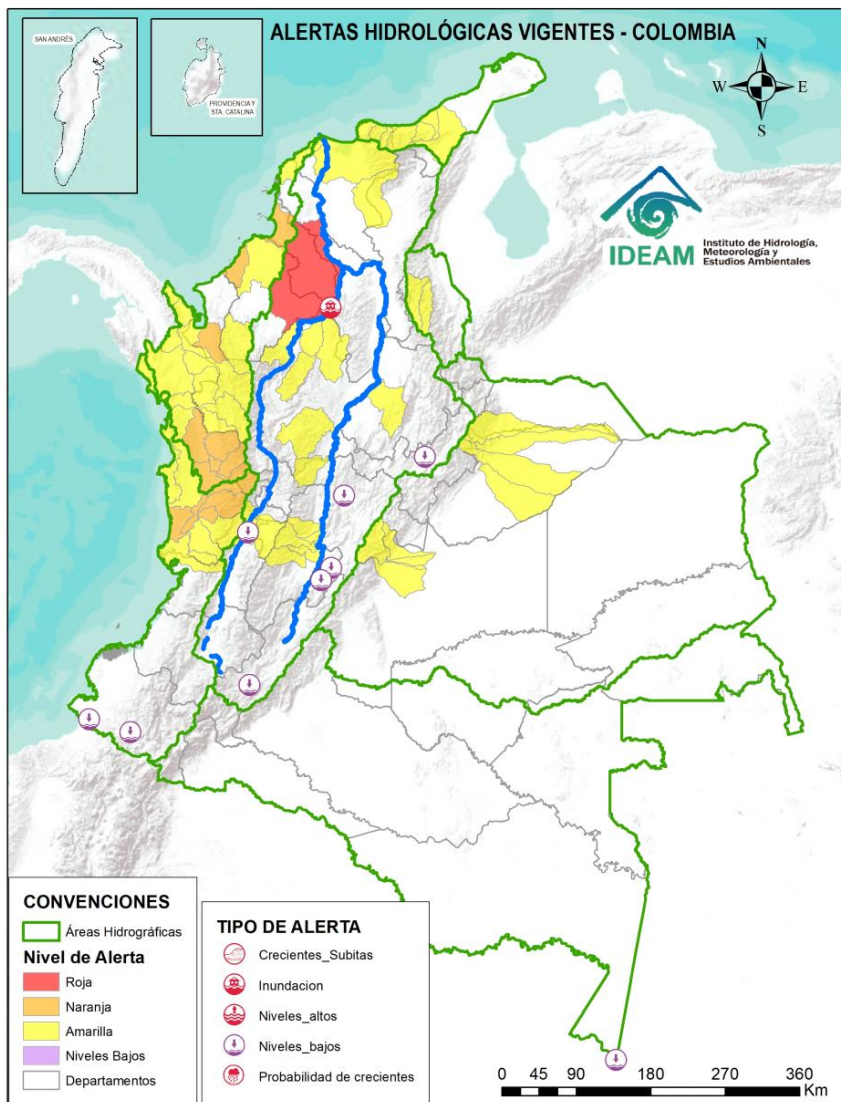 ALERTAS HIDROLÓGICAS VIGENTES - COLOMBIA
SAN ANDRÉS
PROVIDENCIA Y
STA. CATALINA
N
W
E
S
IDEAM
Instituto de Hidrología,
Meteorología y
Estudios Ambientales
CONVENCIONES
Áreas Hidrográficas
Nivel de Alerta
Roja
Naranja
Amarilla
Niveles Bajos
Departamentos
TIPO DE ALERTA
Crecientes_Subitas
Inundacion
Niveles_altos
Niveles_bajos
Probabilidad de crecientes
0 45 90 180 270 360
Km